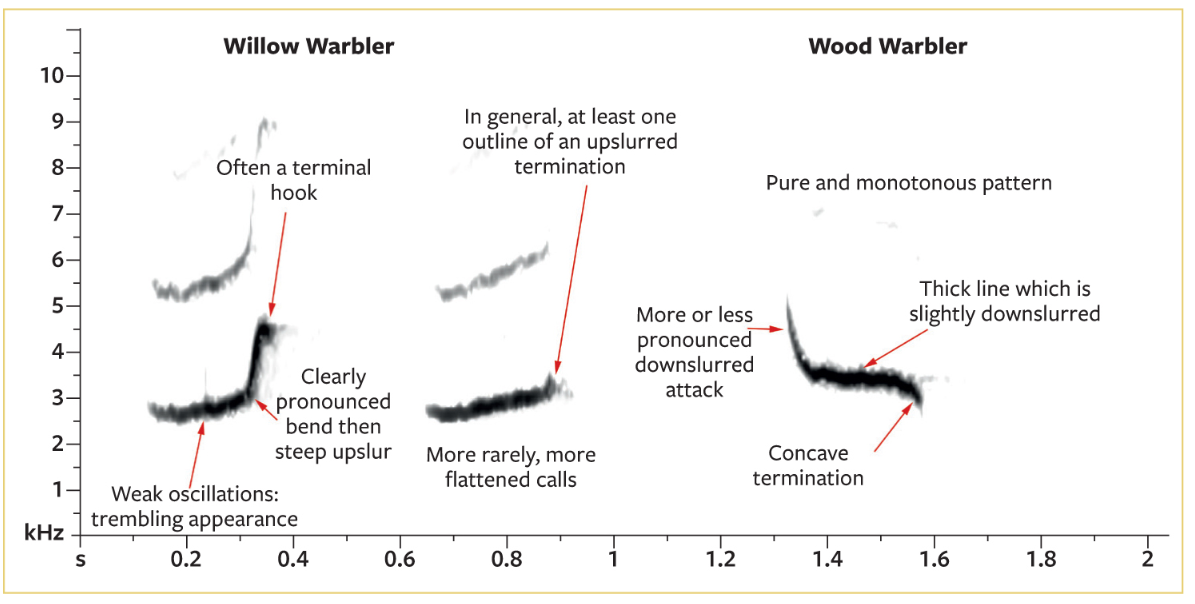 Willow Warbler
Wood Warbler
10
9
8
7
6
5
4
3
2
1
kHz
In general, at least one
outline of an upslurred
termination
Often a terminal
hook
Pure and monotonous pattern
Thick line which is
slightly downslurred
More or less
pronounced
downslurred
attack
Clearly
pronounced
bend then
steep upslur
More rarely, more
flattened calls
Concave
termination
Weak oscillations:
trembling appearance
s 0.2 0.4 0.6 0.8 1 1.2 1.4 1.6 1.8 2